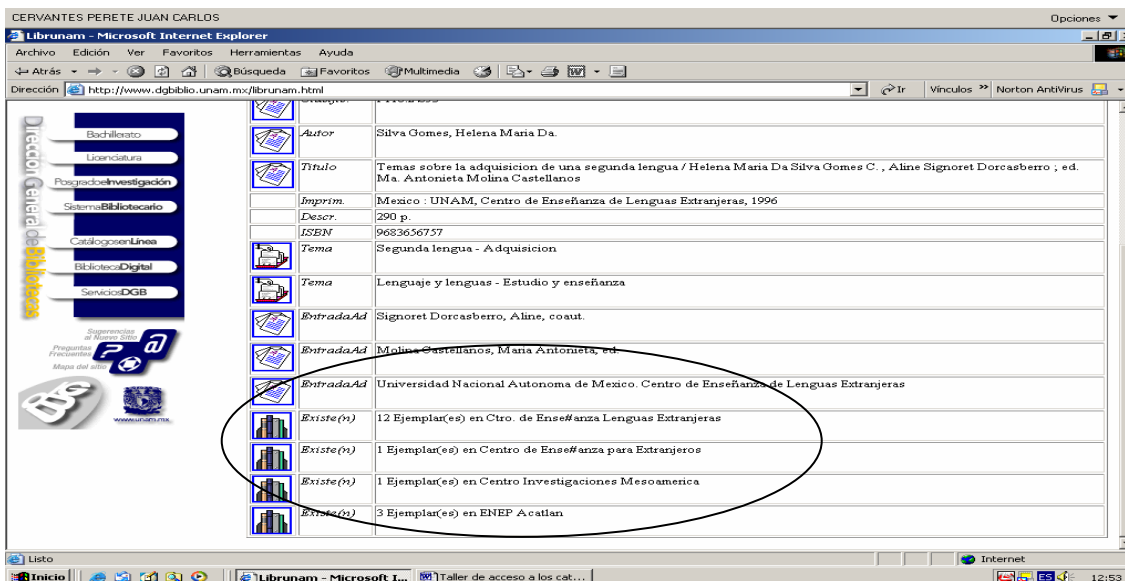 CERVANTES PERETE JUAN CARLOS Opciones
Librunam - Microsoft Internet Explorer
Archivo Edición Ver Favoritos Herramientas Ayuda
Atrás Búsqueda Favoritos Multimedia
Dirección http://www.dgbiblio.unam.mx/librunam.html Ir Vínculos » Norton AntiVirus
Dirección General de Bibliotecas
Bachillerato
Licenciatura
PosgradoeInvestigación
SistemaBibliotecario
CatálogosenLínea
BibliotecaDigital
ServiciosDGB
Sugerencias
al Nuevo Sitio
Preguntas
Frecuentes
Mapa del sitio
www.unam.mx
Autor Silva Gomes, Helena Maria Da.
Titulo Temas sobre la adquisicion de una segunda lengua / Helena Maria Da Silva Gomes C. , Aline Signoret Dorcasberro ; ed.
Ma. Antonieta Molina Castellanos
Imprim. Mexico : UNAM, Centro de Enseñanza de Lenguas Extranjeras, 1996
Descr. 290 p.
ISBN 9683656757
Tema Segunda lengua - Adquisicion
Tema Lenguaje y lenguas - Estudio y enseñanza
EntradaAd Signoret Dorcasberro, Aline, coaut.
EntradaAd Molina Castellanos, Maria Antonieta, ed.
EntradaAd Universidad Nacional Autonoma de Mexico. Centro de Enseñanza de Lenguas Extranjeras
Existe(n) 12 Ejemplar(es) en Ctro. de Ense#anza Lenguas Extranjeras
Existe(n) 1 Ejemplar(es) en Centro de Ense#anza para Extranjeros
Existe(n) 1 Ejemplar(es) en Centro Investigaciones Mesoamerica
Existe(n) 3 Ejemplar(es) en ENEP Acatlan
Listo Internet
Inicio Librunam - Microsoft I... Taller de acceso a los cat... ES 12:53